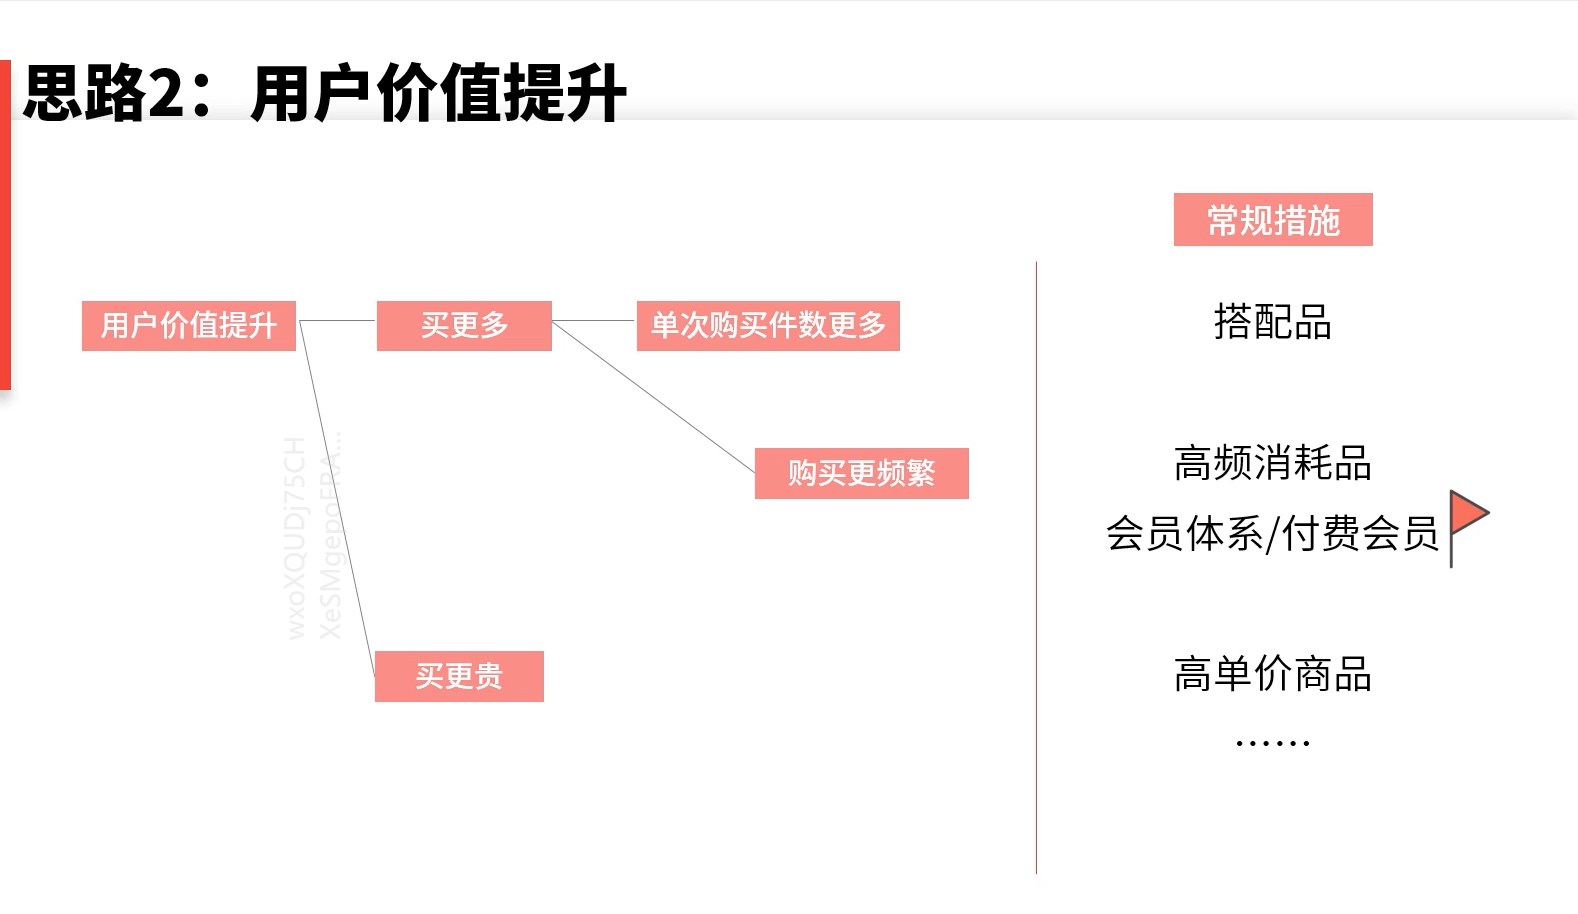 思路2：用户价值提升
常规措施
用户价值提升
买更多
单次购买件数更多
搭配品
购买更频繁
高频消耗品
会员体系/付费会员
买更贵
高单价商品
……
wxoXQUDj75CH
XeSMgepoFRA...